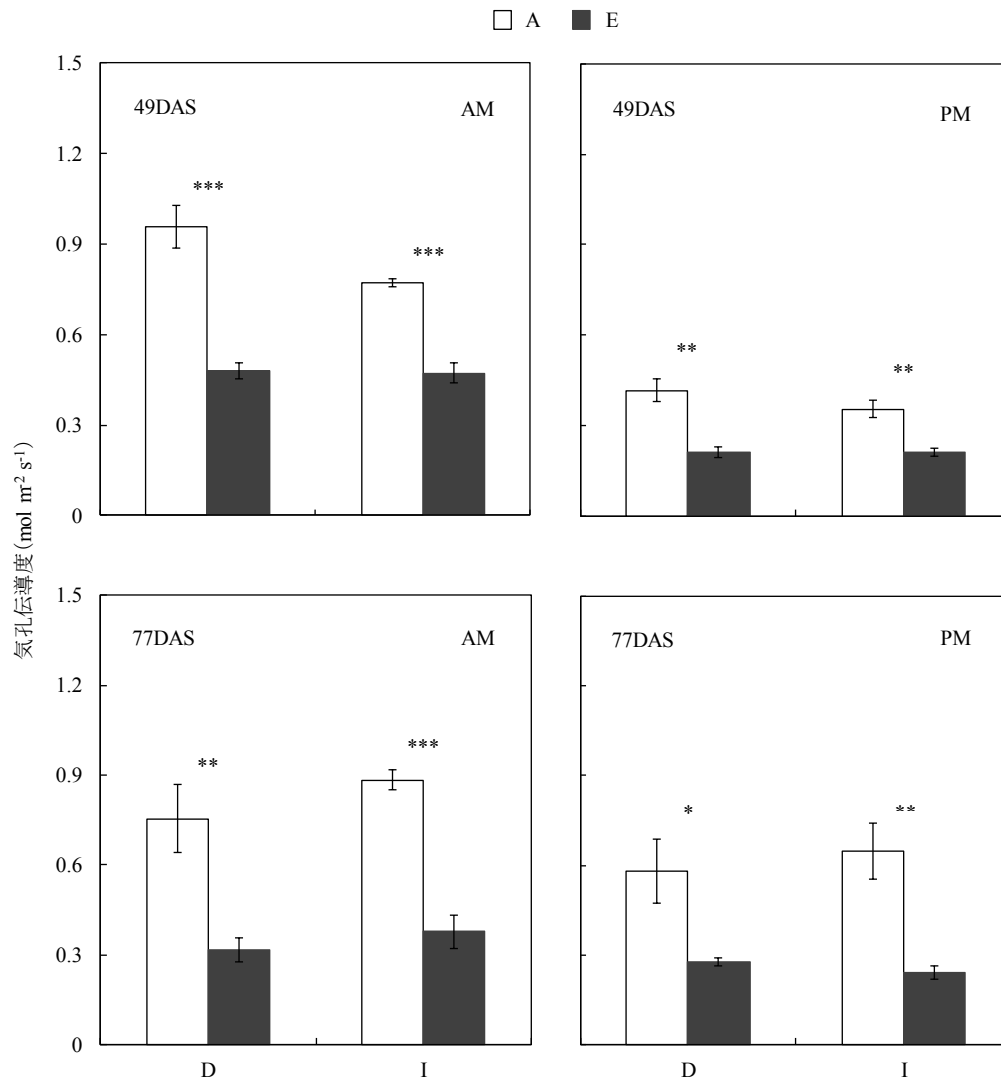 A E
気孔伝導度(mol m⁻² s⁻¹)
1.5
1.2
0.9
0.6
0.3
0
49DAS AM
***
***
49DAS PM
**
**
1.5
1.2
0.9
0.6
0.3
0
77DAS AM
**
***
D I
77DAS PM
*
**
D I